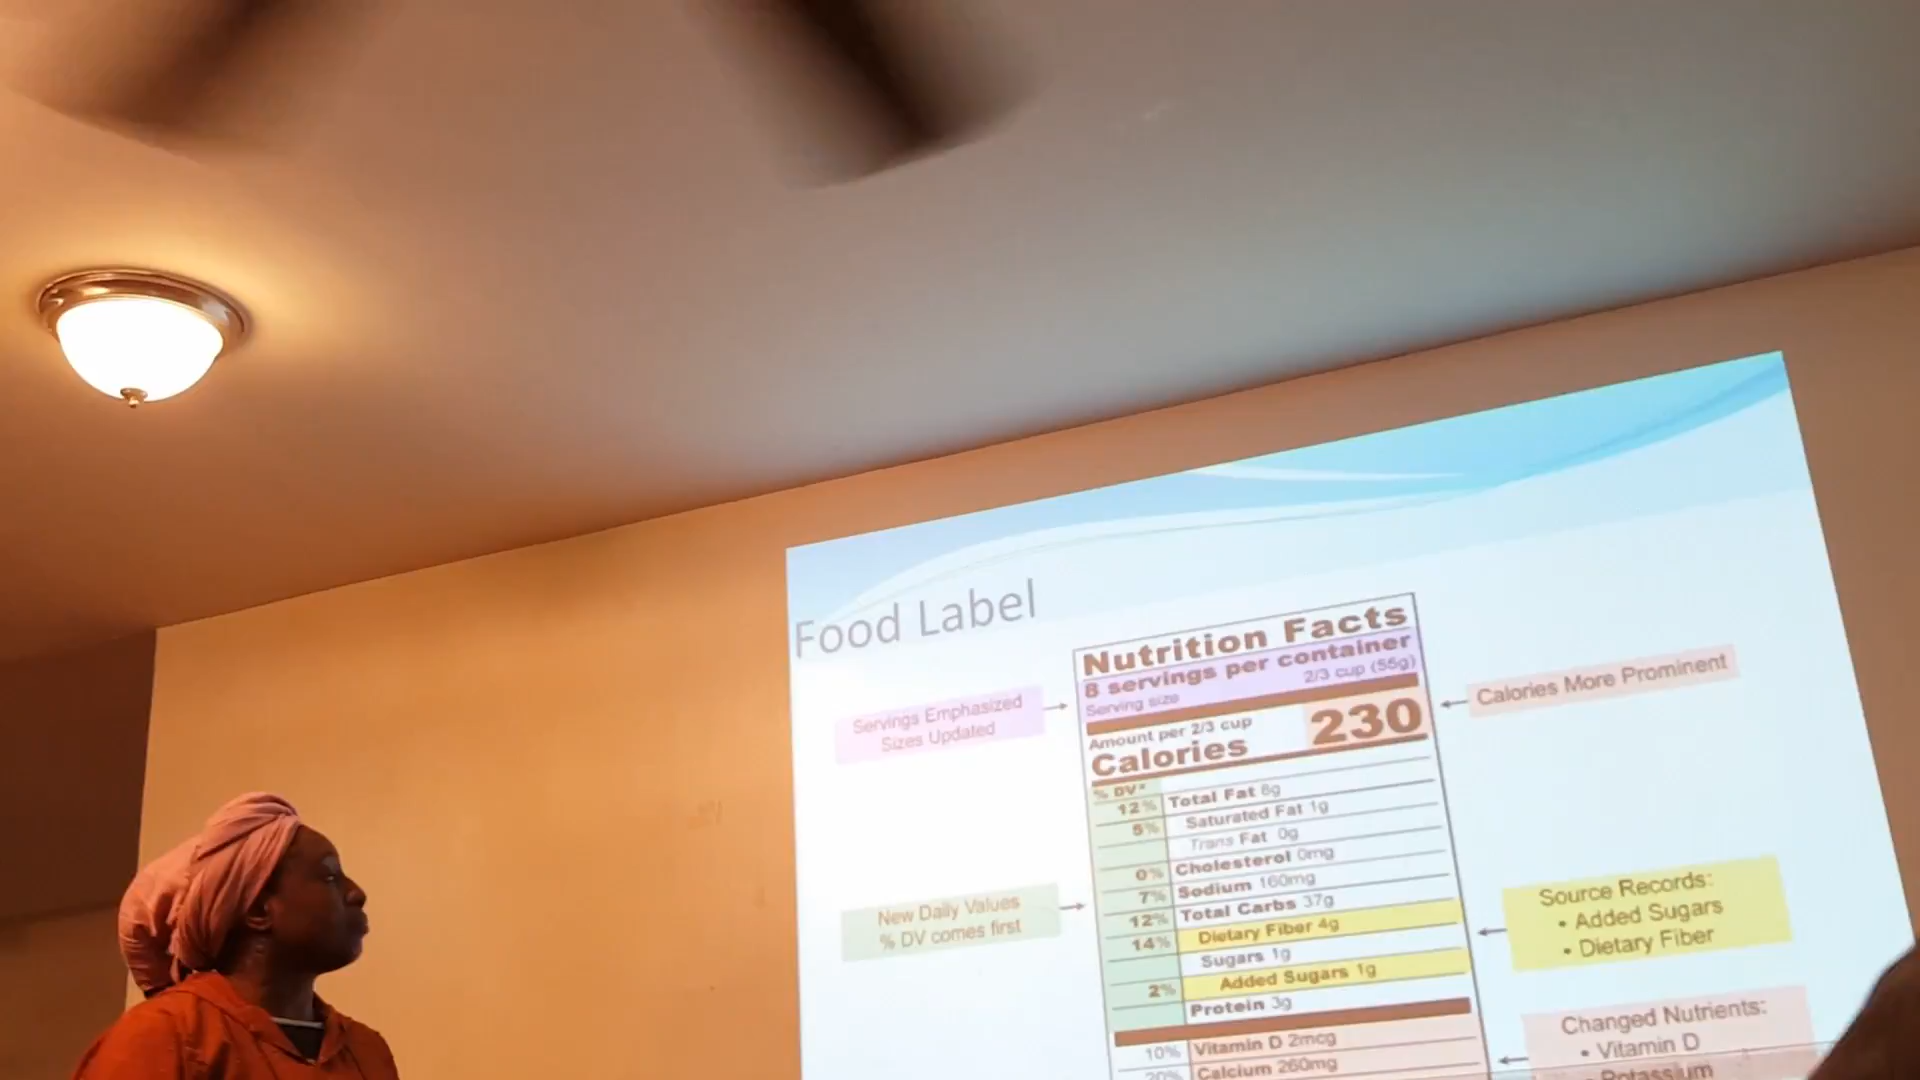 Food Label
Nutrition Facts
8 servings per container
Serving size 2/3 cup (55g)
Amount per 2/3 cup
Calories 230
% DV*
12% Total Fat 8g
5% Saturated Fat 1g
Trans Fat 0g
0% Cholesterol 0mg
7% Sodium 160mg
12% Total Carbs 37g
14% Dietary Fiber 4g
Sugars 1g
2% Added Sugars 1g
Protein 3g
10% Vitamin D 2mcg
20% Calcium 260mg
Servings Emphasized
Sizes Updated
New Daily Values
% DV comes first
Calories More Prominent
Source Records:
• Added Sugars
• Dietary Fiber
Changed Nutrients:
• Vitamin D
• Potassium